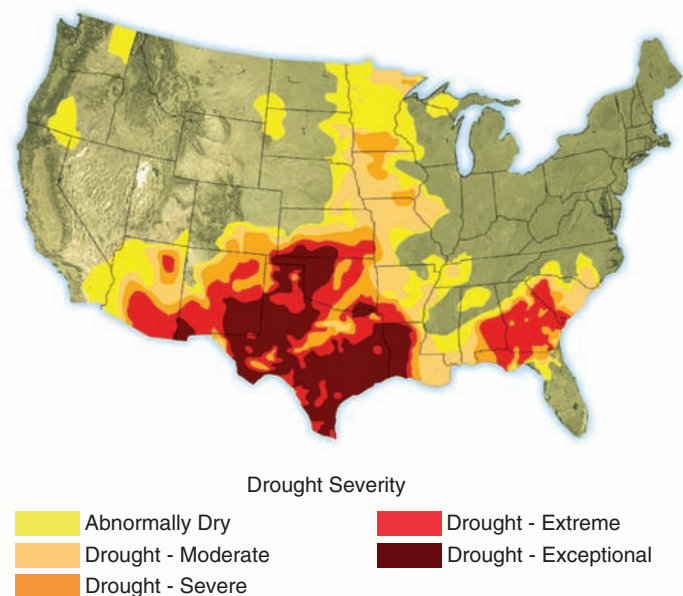 Drought Severity
Abnormally Dry
Drought - Moderate
Drought - Severe
Drought - Extreme
Drought - Exceptional